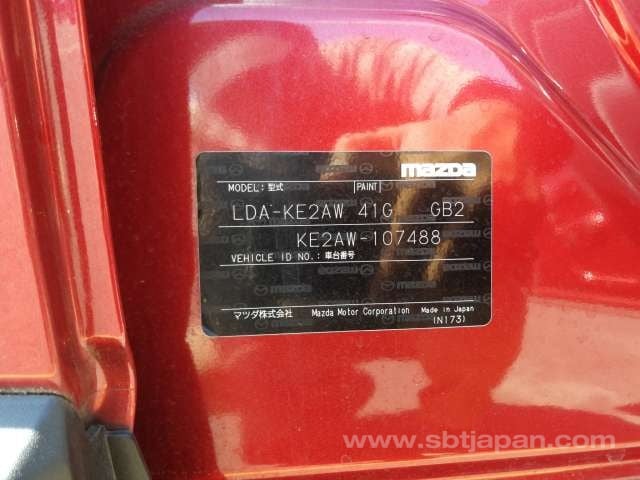 mazda
MODEL: 型式 PAINT
LDA-KE2AW 41G GB2
KE2AW-107488
VEHICLE ID NO.: 車台番号
マツダ株式会社 Mazda Motor Corporation Made in Japan
(N173)
www.sbtjapan.com